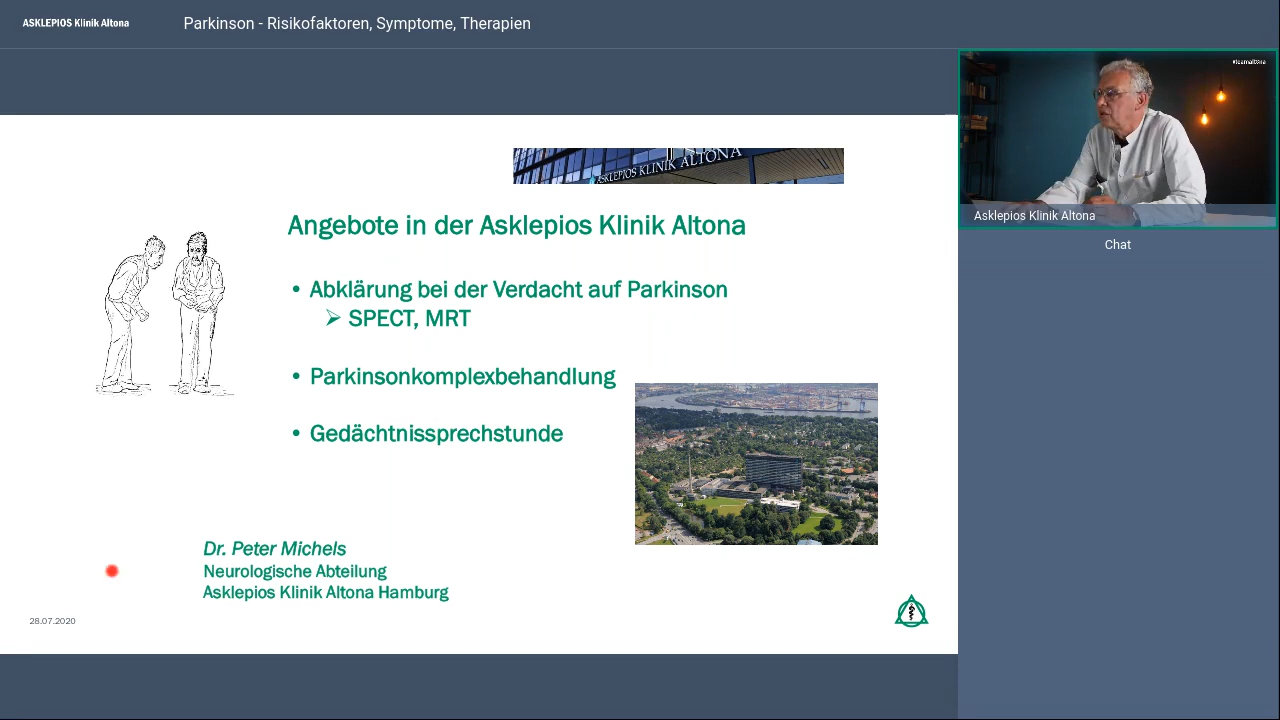 ASKLEPIOS Klinik Altona
Parkinson - Risikofaktoren, Symptome, Therapien
#teamaltona
Asklepios Klinik Altona
Chat
ASKLEPIOS KLINIK ALTONA
Angebote in der Asklepios Klinik Altona
• Abklärung bei der Verdacht auf Parkinson
➢ SPECT, MRT
• Parkinsonkomplexbehandlung
• Gedächtnissprechstunde
Dr. Peter Michels
Neurologische Abteilung
Asklepios Klinik Altona Hamburg
28.07.2020